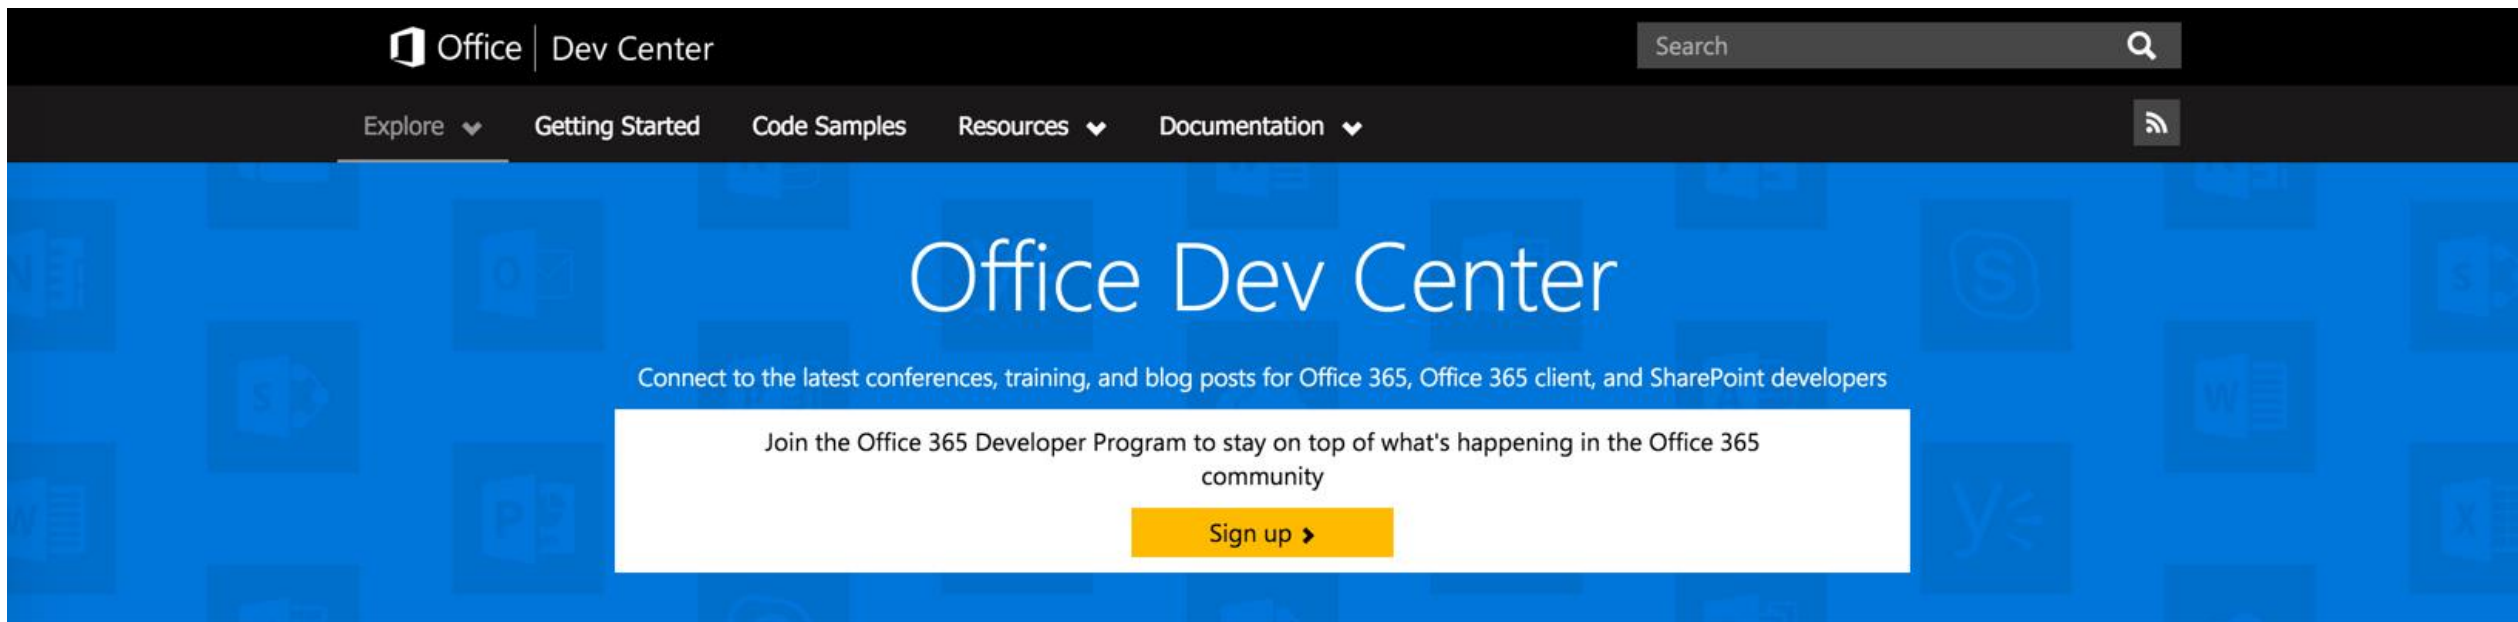 Office | Dev Center
Search
Explore
Getting Started
Code Samples
Resources
Documentation
Office Dev Center
Connect to the latest conferences, training, and blog posts for Office 365, Office 365 client, and SharePoint developers
Join the Office 365 Developer Program to stay on top of what's happening in the Office 365
community
Sign up